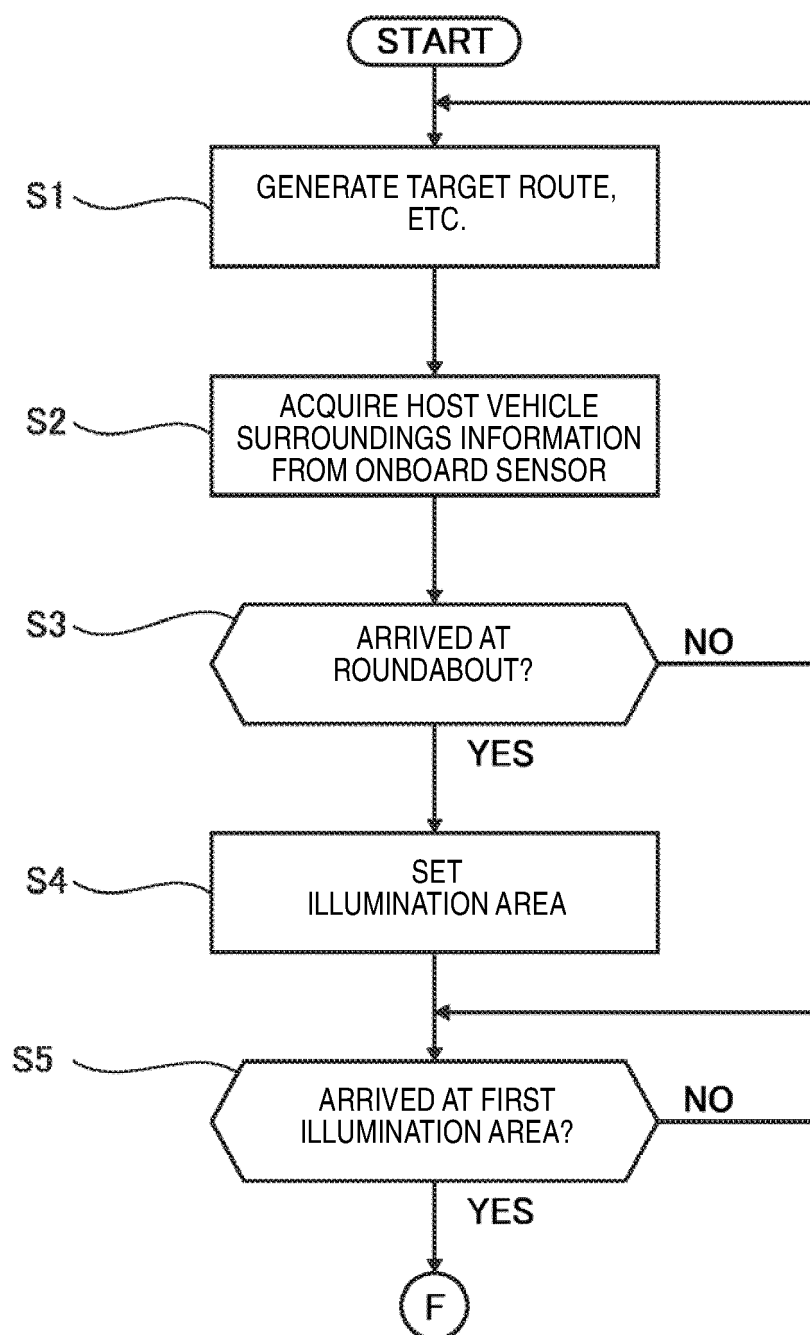 START
S1
GENERATE TARGET ROUTE,
ETC.
S2
ACQUIRE HOST VEHICLE
SURROUNDINGS INFORMATION
FROM ONBOARD SENSOR
S3
ARRIVED AT
ROUNDABOUT?
NO
YES
S4
SET
ILLUMINATION AREA
S5
ARRIVED AT FIRST
ILLUMINATION AREA?
NO
YES
F